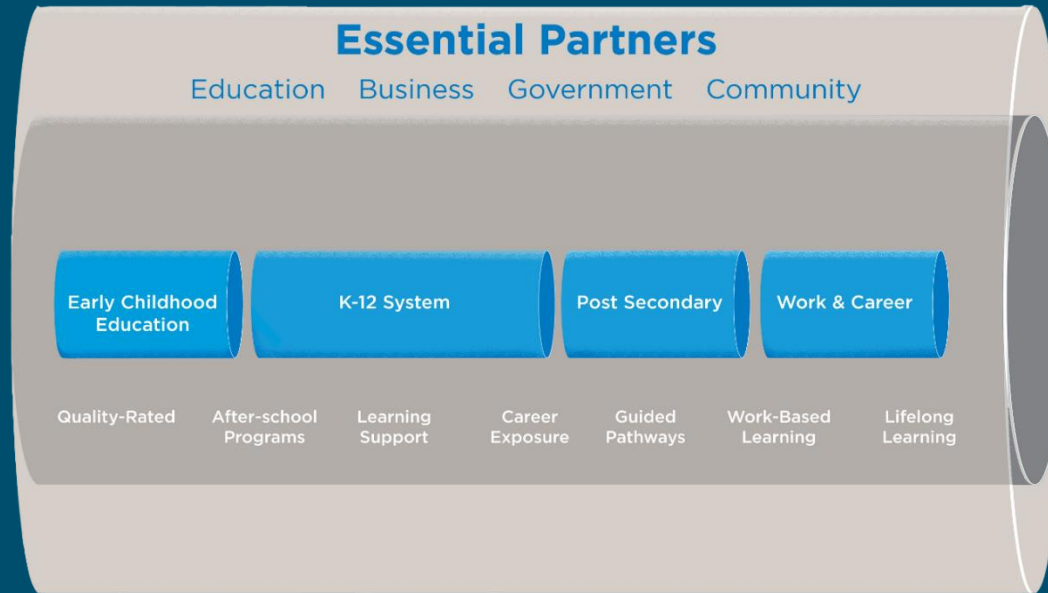 Essential Partners
Education Business Government Community
Early Childhood
Education
K-12 System
Post Secondary
Work & Career
Quality-Rated
After-school
Programs
Learning
Support
Career
Exposure
Guided
Pathways
Work-Based
Learning
Lifelong
Learning